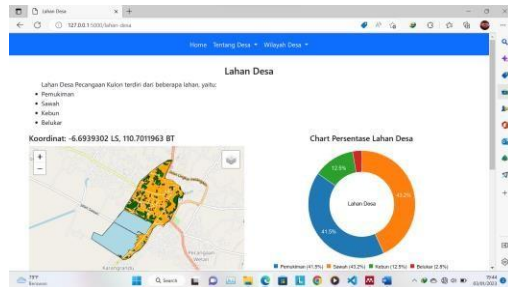 Lahan Desa
127.0.0.1:5000/lahan-desa
Home Tentang Desa Wilayah Desa
Lahan Desa
Lahan Desa Pecangaan Kulon terdiri dari beberapa lahan, yaitu:
Pemukiman
Sawah
Kebun
Belukar
Koordinat: -6.6939302 LS, 110.7011963 BT
Chart Persentase Lahan Desa
+
−
12.5%
43.2%
41.5%
Lahan Desa
Pecangaan
Wetan
Karangrandu
Pemukiman (41.5%) Sawah (43.2%) Kebun (12.5%) Belukar (2.8%)
Search